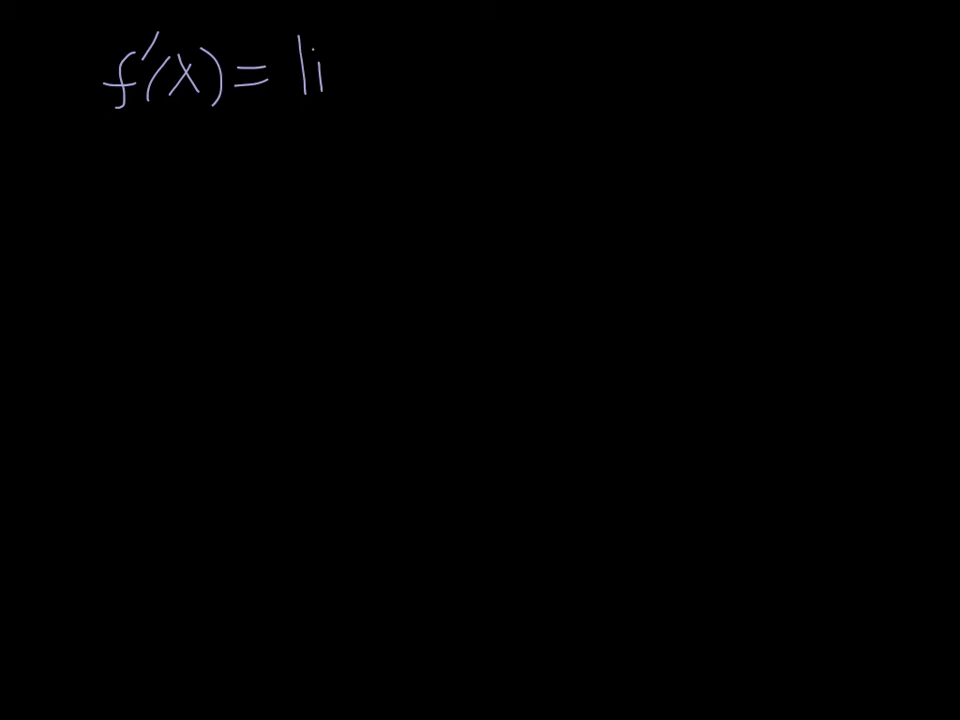 f'(x) = li